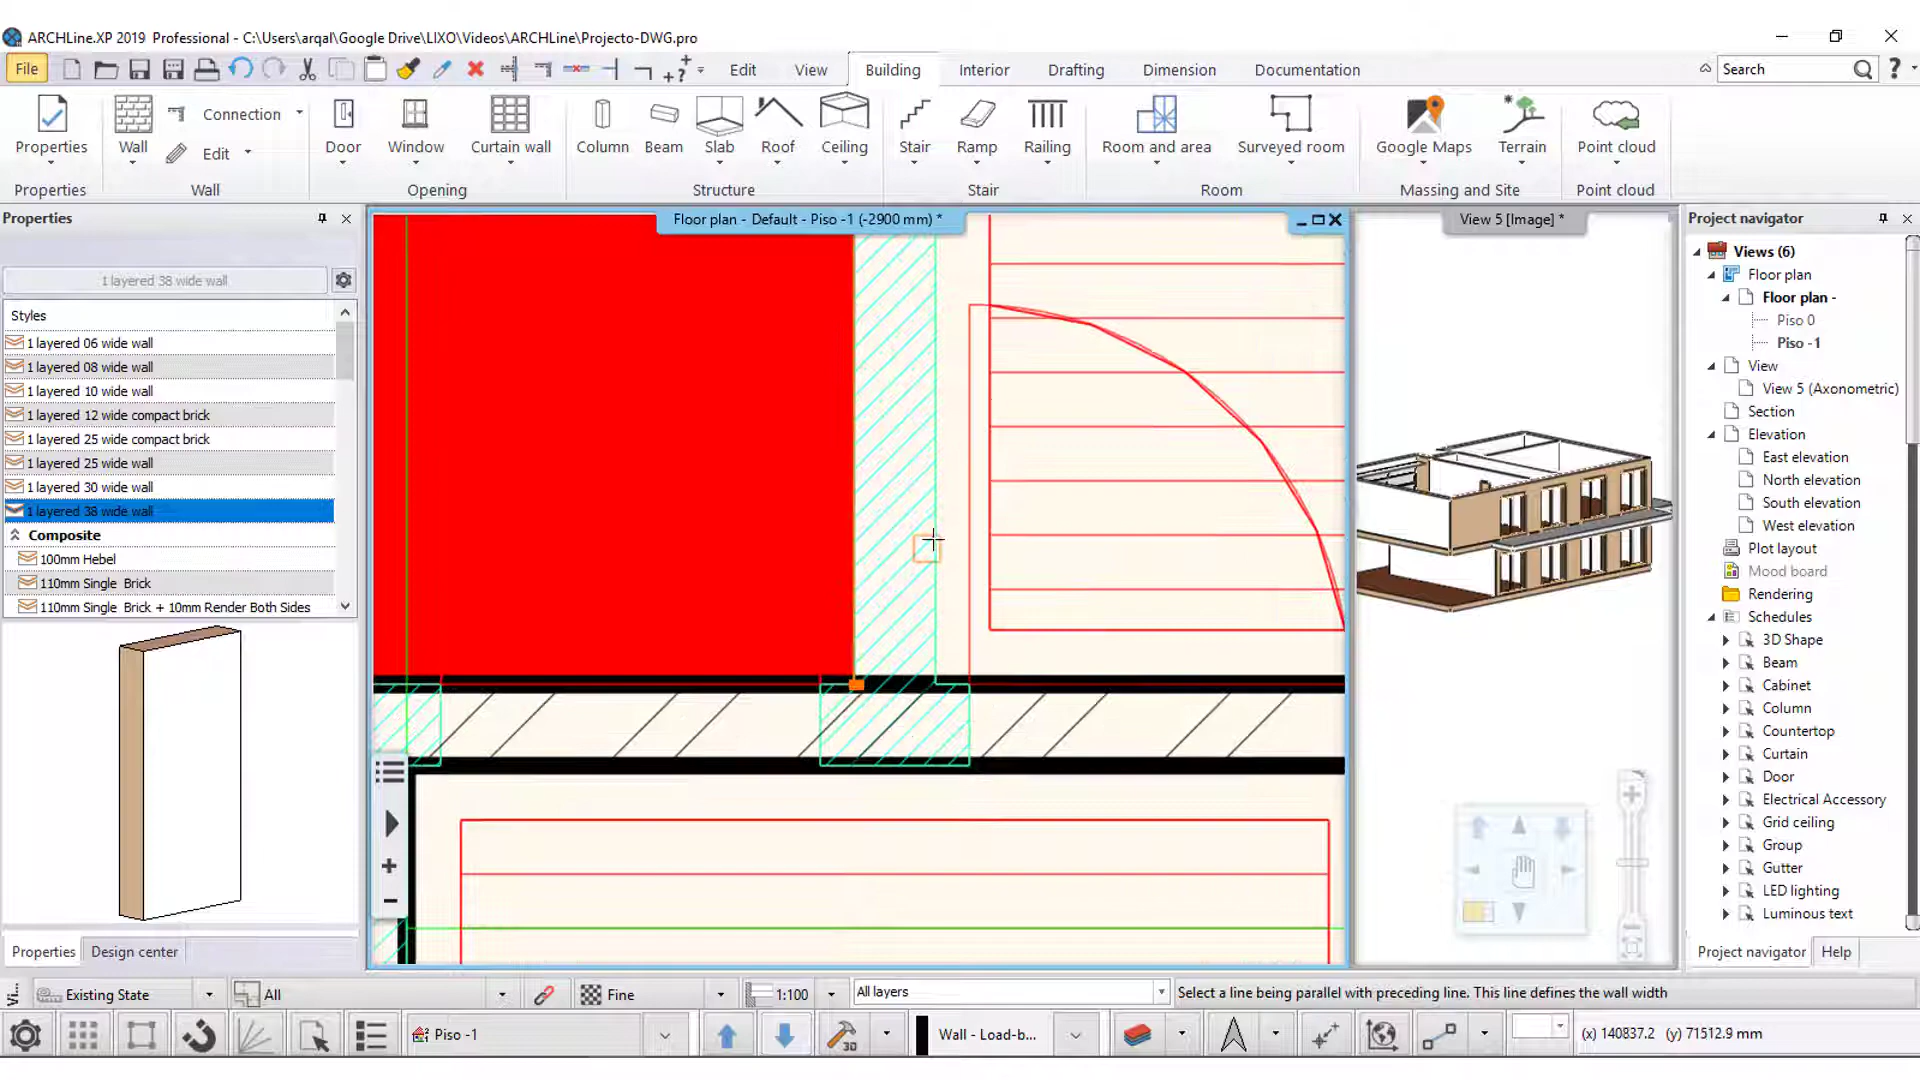 ARCHLine.XP 2019 Professional - C:\Users\arqal\Google Drive\LIXO\Videos\ARCHLine\Projecto-DWG.pro
File
Edit
View
Building
Interior
Drafting
Dimension
Documentation
Search
Properties
Wall
Connection
Edit
Door
Window
Curtain wall
Column
Beam
Slab
Roof
Ceiling
Stair
Ramp
Railing
Room and area
Surveyed room
Google Maps
Terrain
Point cloud
Properties
Wall
Opening
Structure
Stair
Room
Massing and Site
Point cloud
Properties
1 layered 38 wide wall
Styles
1 layered 06 wide wall
1 layered 08 wide wall
1 layered 10 wide wall
1 layered 12 wide compact brick
1 layered 25 wide compact brick
1 layered 25 wide wall
1 layered 30 wide wall
1 layered 38 wide wall
Composite
100mm Hebel
110mm Single Brick
110mm Single Brick + 10mm Render Both Sides
Properties
Design center
Floor plan - Default - Piso -1 (-2900 mm) *
View 5 [Image] *
Project navigator
Views (6)
Floor plan
Floor plan -
Piso 0
Piso -1
View
View 5 (Axonometric)
Section
Elevation
East elevation
North elevation
South elevation
West elevation
Plot layout
Mood board
Rendering
Schedules
3D Shape
Beam
Cabinet
Column
Countertop
Curtain
Door
Electrical Accessory
Grid ceiling
Group
Gutter
LED lighting
Luminous text
Project navigator
Help
Existing State
All
Fine
1:100
All layers
Select a line being parallel with preceding line. This line defines the wall width
Piso -1
3D
Wall - Load-b...
(x) 140837.2 (y) 71512.9 mm